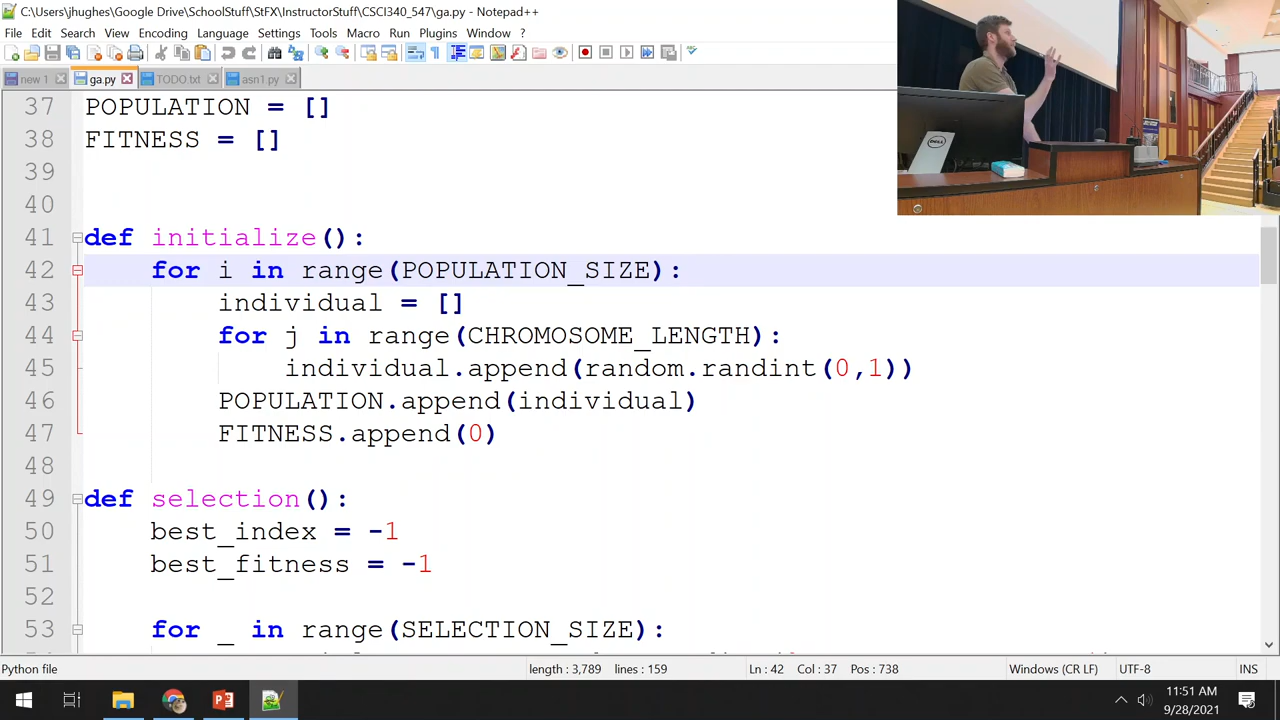 C:\Users\jhughes\Google Drive\SchoolStuff\StFX\InstructorStuff\CSCI340_547\ga.py - Notepad++
File Edit Search View Encoding Language Settings Tools Macro Run Plugins Window ?
new 1 ga.py TODO.txt asn1.py
37 POPULATION = []
38 FITNESS = []
39
40
41 def initialize():
42 for i in range(POPULATION_SIZE):
43 individual = []
44 for j in range(CHROMOSOME_LENGTH):
45 individual.append(random.randint(0,1))
46 POPULATION.append(individual)
47 FITNESS.append(0)
48
49 def selection():
50 best_index = -1
51 best_fitness = -1
52
53 for _ in range(SELECTION_SIZE):
Python file length : 3,789 lines : 159 Ln : 42 Col : 37 Pos : 738 Windows (CR LF) UTF-8 INS
11:51 AM
9/28/2021
DELL